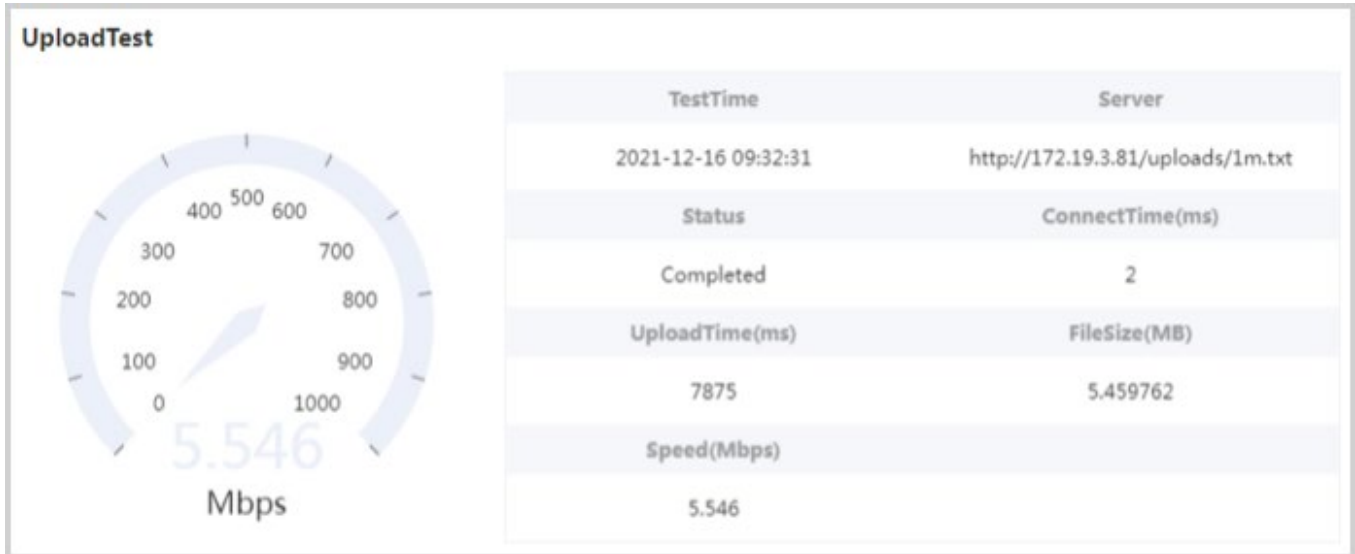 UploadTest
500
400
600
300
700
200
800
100
900
0
1000
5.546
Mbps
TestTime Server
2021-12-16 09:32:31 http://172.19.3.81/uploads/1m.txt
Status ConnectTime(ms)
Completed 2
UploadTime(ms) FileSize(MB)
7875 5.459762
Speed(Mbps)
5.546